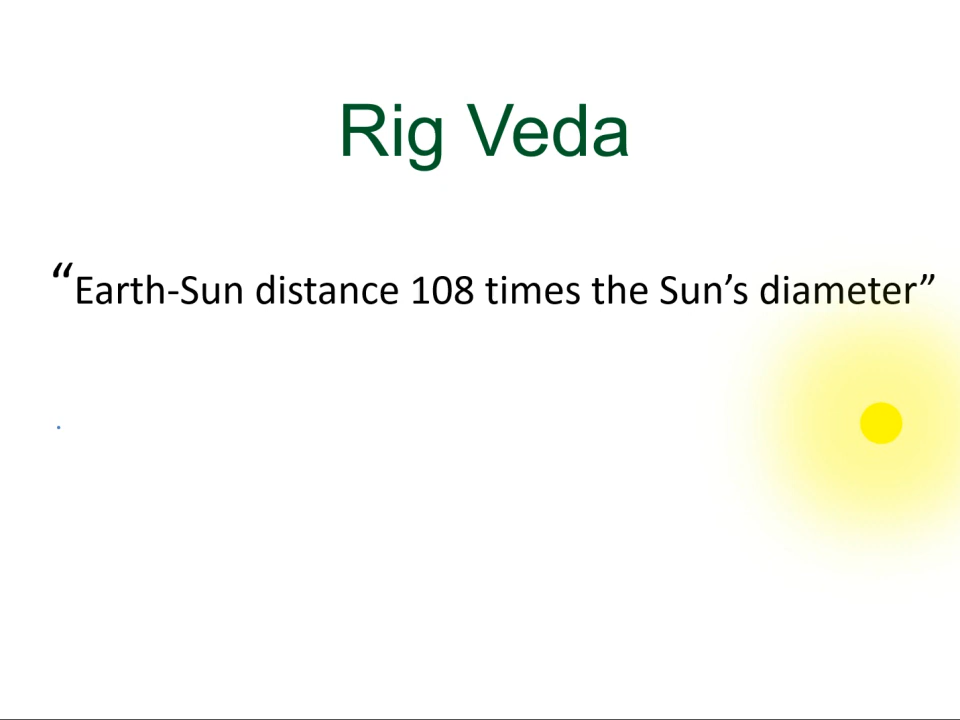 Rig Veda
“Earth-Sun distance 108 times the Sun’s diameter”